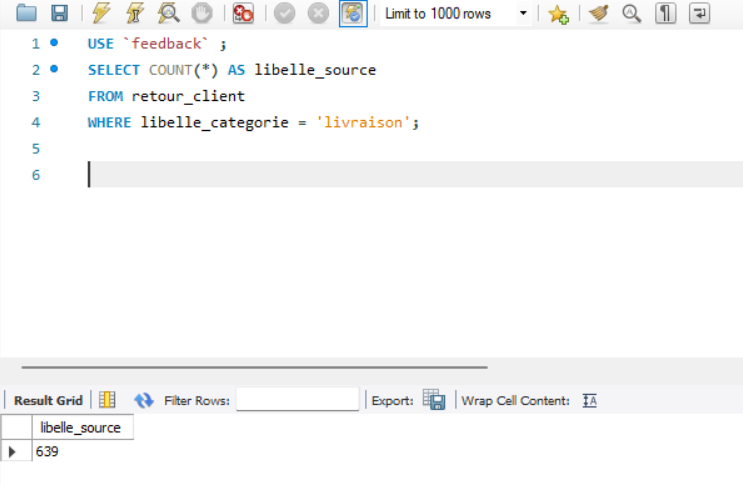 Limit to 1000 rows
1 USE `feedback` ;
2 SELECT COUNT(*) AS libelle_source
3 FROM retour_client
4 WHERE libelle_categorie = 'livraison';
5
6
Result Grid Filter Rows: Export: Wrap Cell Content: IA
libelle_source
639